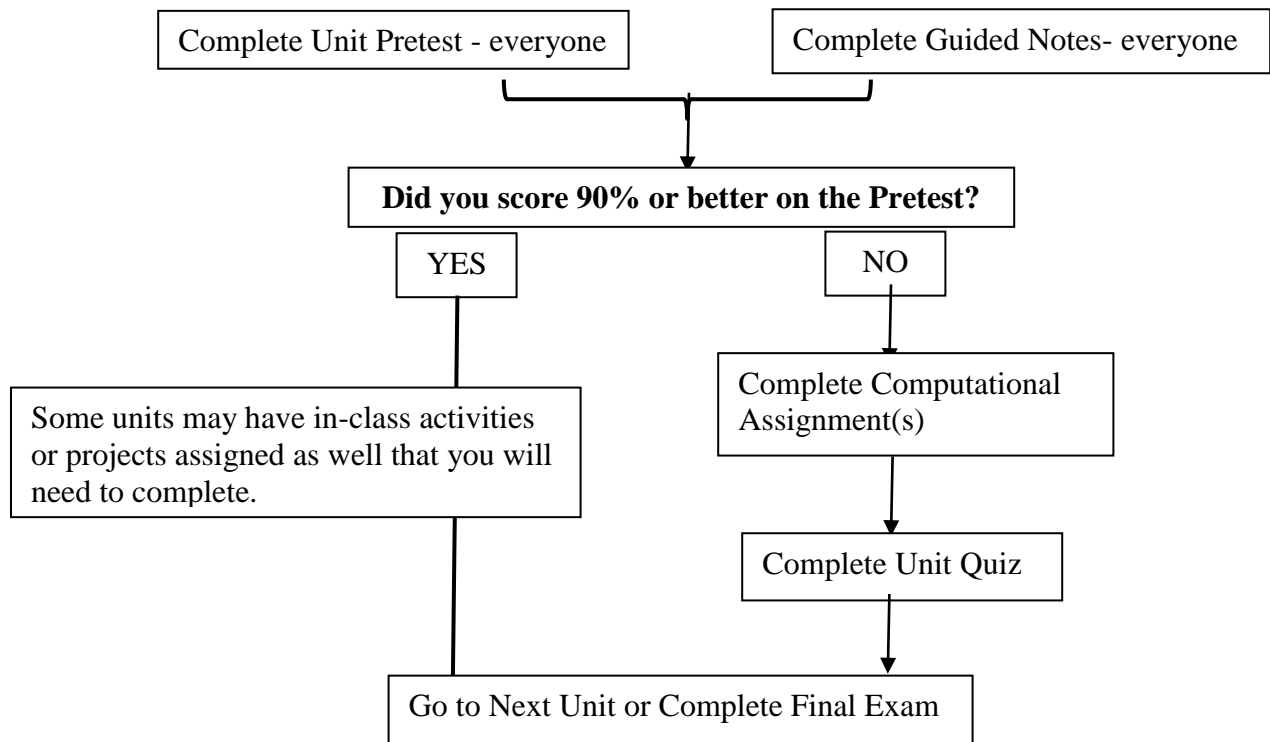 Complete Unit Pretest - everyone
Complete Guided Notes- everyone
Did you score 90% or better on the Pretest?
YES
NO
Some units may have in-class activities
or projects assigned as well that you will
need to complete.
Complete Computational
Assignment(s)
Complete Unit Quiz
Go to Next Unit or Complete Final Exam